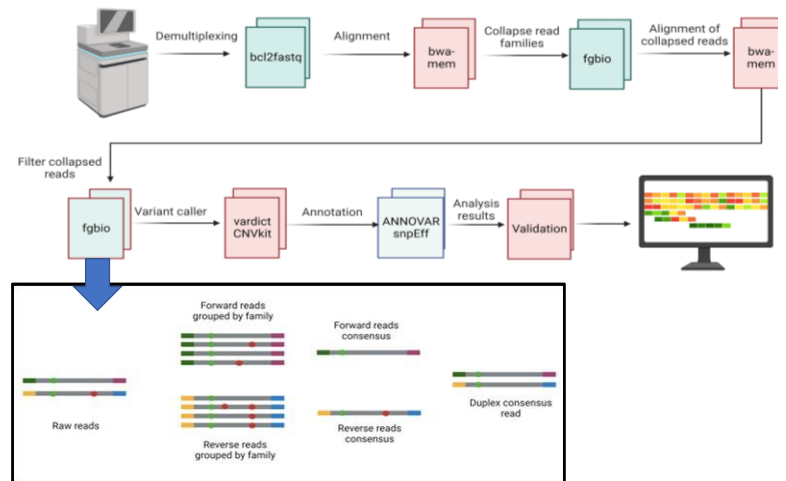 Demultiplexing
bcl2fastq
Alignment
bwa-
mem
Collapse read
families
fgbio
Alignment of
collapsed reads
bwa-
mem
Filter collapsed
reads
fgbio
Variant caller
vardict
CNVkit
Annotation
ANNOVAR
snpEff
Analysis
results
Validation
Raw reads
Forward reads
grouped by family
Reverse reads
grouped by family
Forward reads
consensus
Reverse reads
consensus
Duplex consensus
read